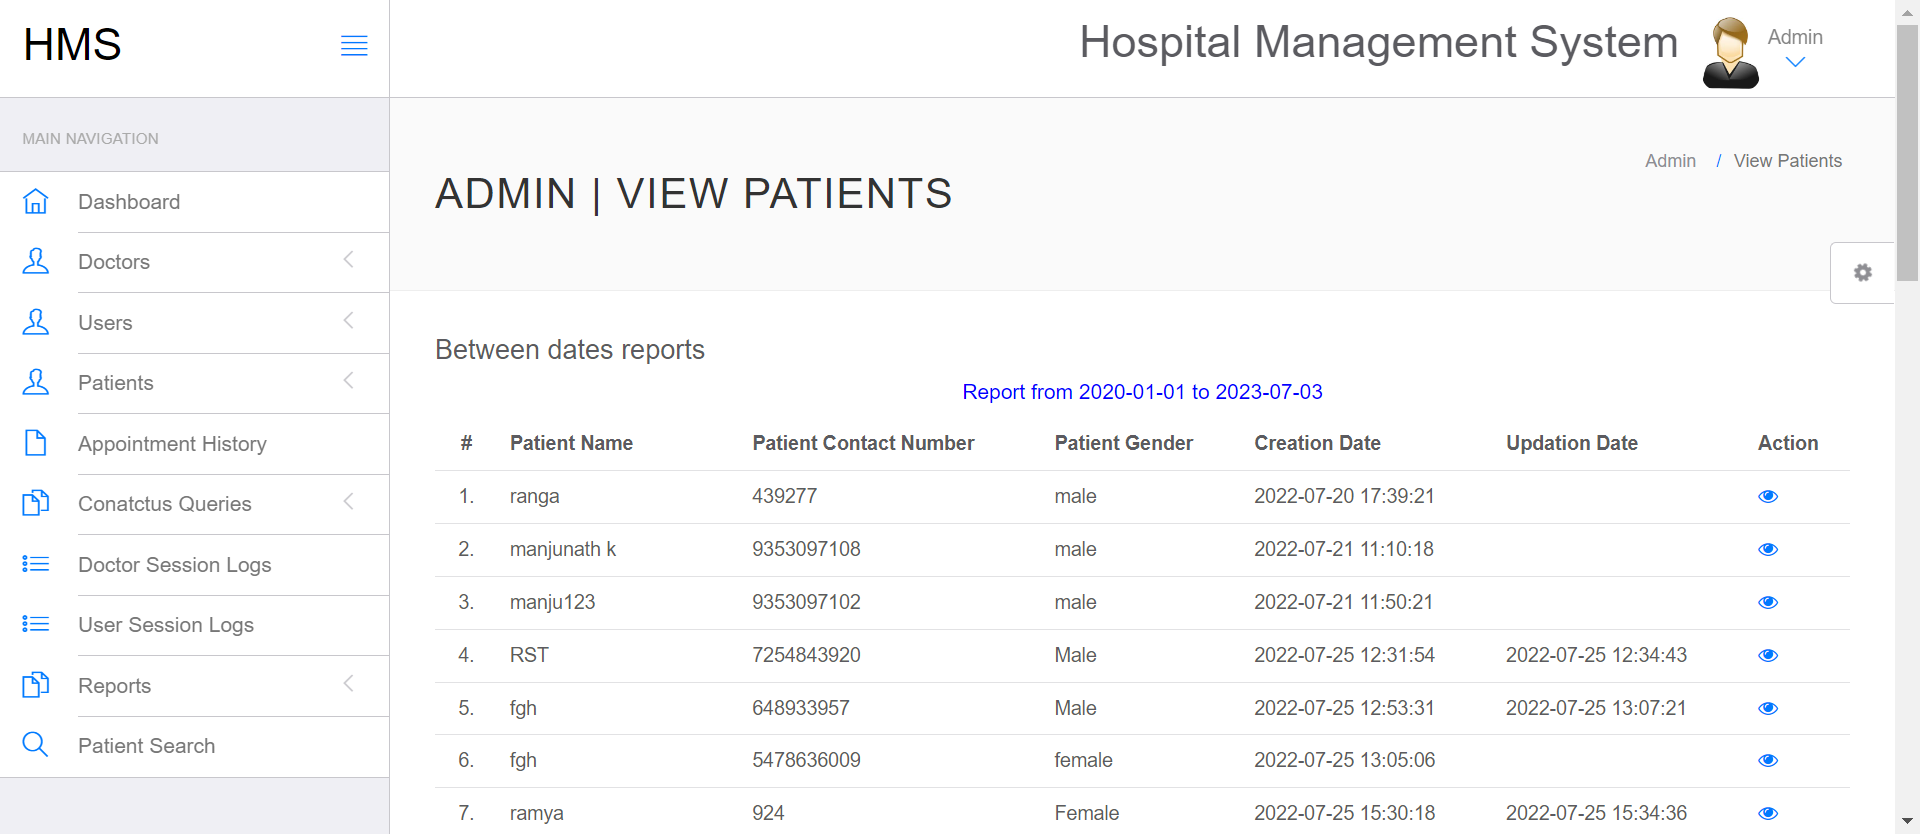 HMS
Hospital Management System
Admin
MAIN NAVIGATION
Dashboard
Doctors
Users
Patients
Appointment History
Conatctus Queries
Doctor Session Logs
User Session Logs
Reports
Patient Search
ADMIN | VIEW PATIENTS
Admin / View Patients
Between dates reports
Report from 2020-01-01 to 2023-07-03
# Patient Name Patient Contact Number Patient Gender Creation Date Updation Date Action
1. ranga 439277 male 2022-07-20 17:39:21
2. manjunath k 9353097108 male 2022-07-21 11:10:18
3. manju123 9353097102 male 2022-07-21 11:50:21
4. RST 7254843920 Male 2022-07-25 12:31:54 2022-07-25 12:34:43
5. fgh 648933957 Male 2022-07-25 12:53:31 2022-07-25 13:07:21
6. fgh 5478636009 female 2022-07-25 13:05:06
7. ramya 924 Female 2022-07-25 15:30:18 2022-07-25 15:34:36